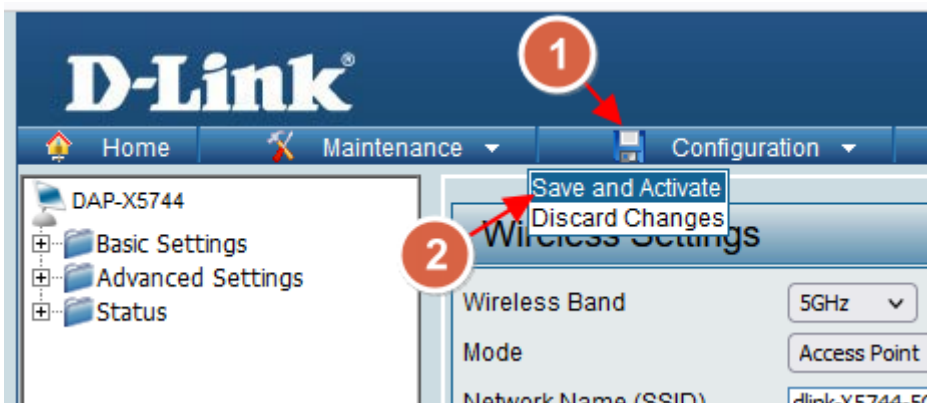 D-Link®
1
Home Maintenance Configuration
Save and Activate
Discard Changes
2
DAP-X5744
Basic Settings
Advanced Settings
Status
Wireless Settings
Wireless Band 5GHz
Mode Access Point
Network Name (SSID)